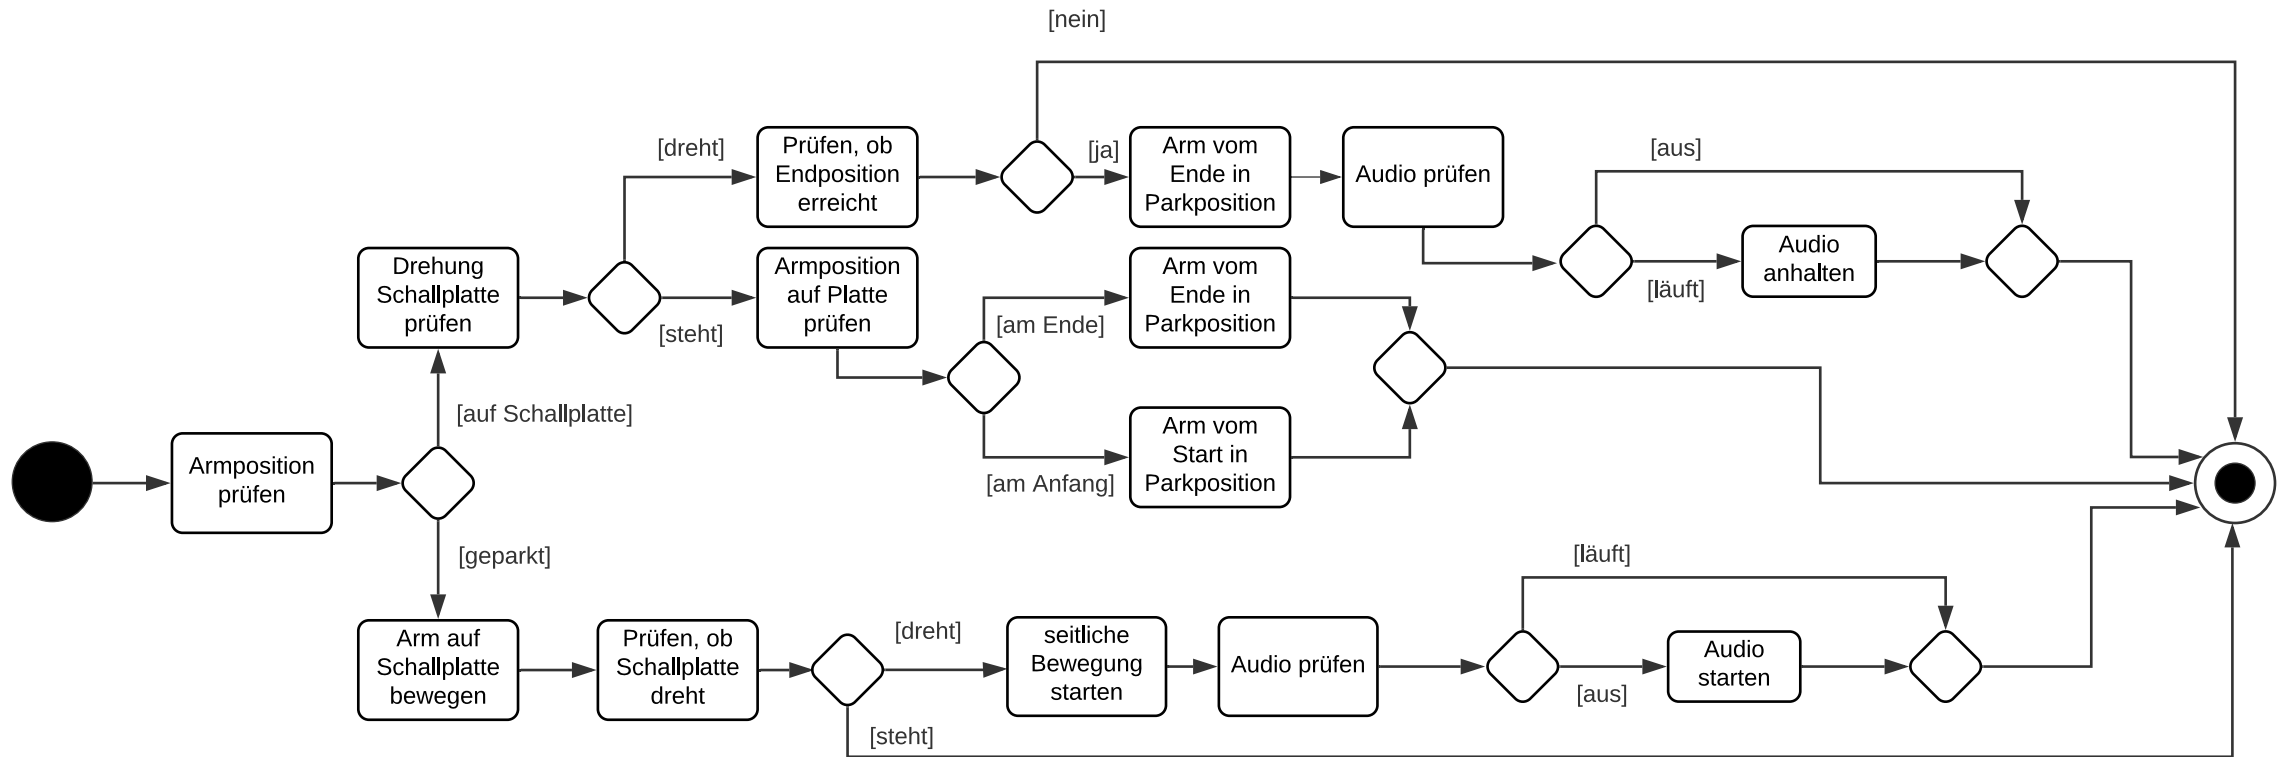 [nein]
[dreht]
Prüfen, ob
Endposition
erreicht
[ja]
Arm vom
Ende in
Parkposition
Audio prüfen
[aus]
Audio
anhalten
[läuft]
Drehung
Schallplatte
prüfen
[steht]
Armposition
auf Platte
prüfen
[am Ende]
Arm vom
Ende in
Parkposition
[auf Schallplatte]
Armposition
prüfen
[am Anfang]
Arm vom
Start in
Parkposition
[geparkt]
Arm auf
Schallplatte
bewegen
Prüfen, ob
Schallplatte
dreht
[dreht]
seitliche
Bewegung
starten
Audio prüfen
[läuft]
Audio
starten
[aus]
[steht]